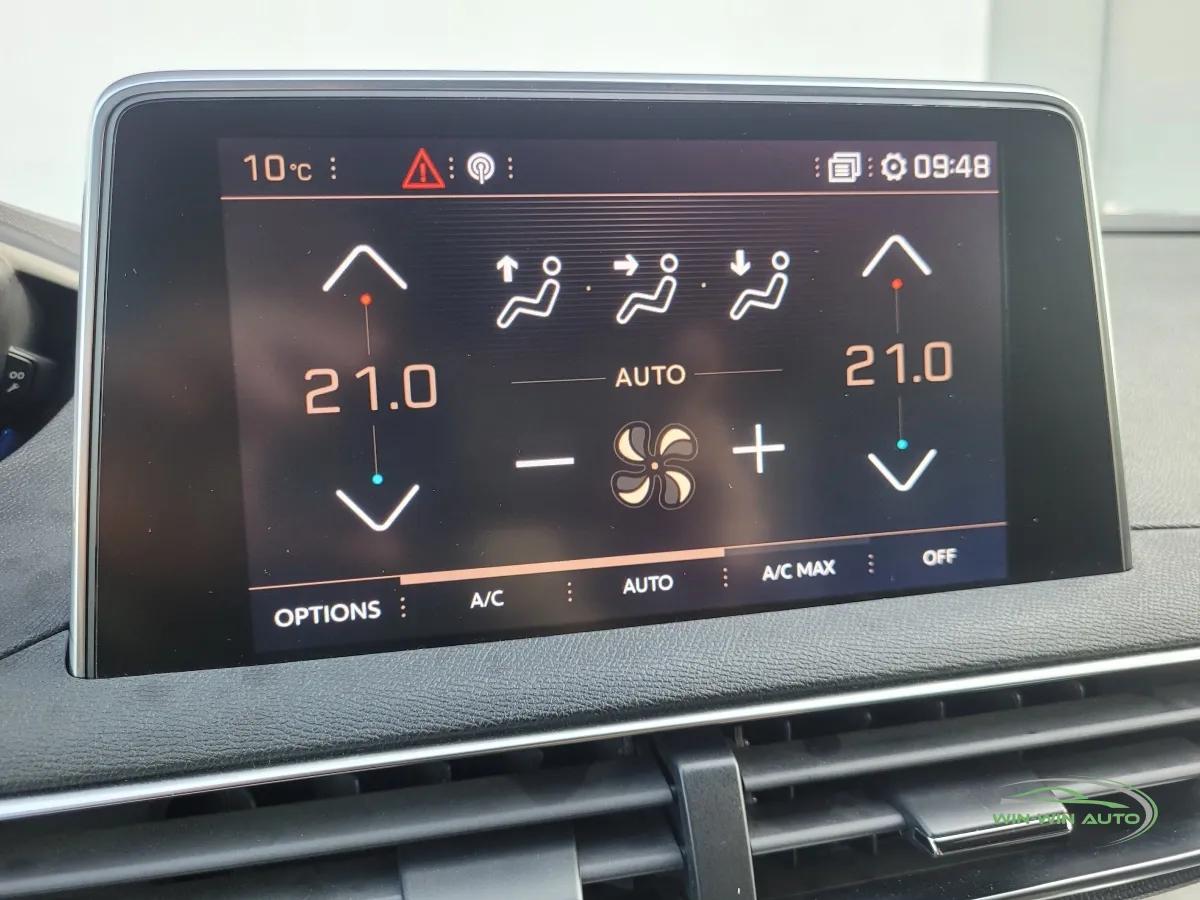 10°C 09:48
21.0 21.0
AUTO
OPTIONS A/C AUTO A/C MAX OFF
WIN-WIN AUTO